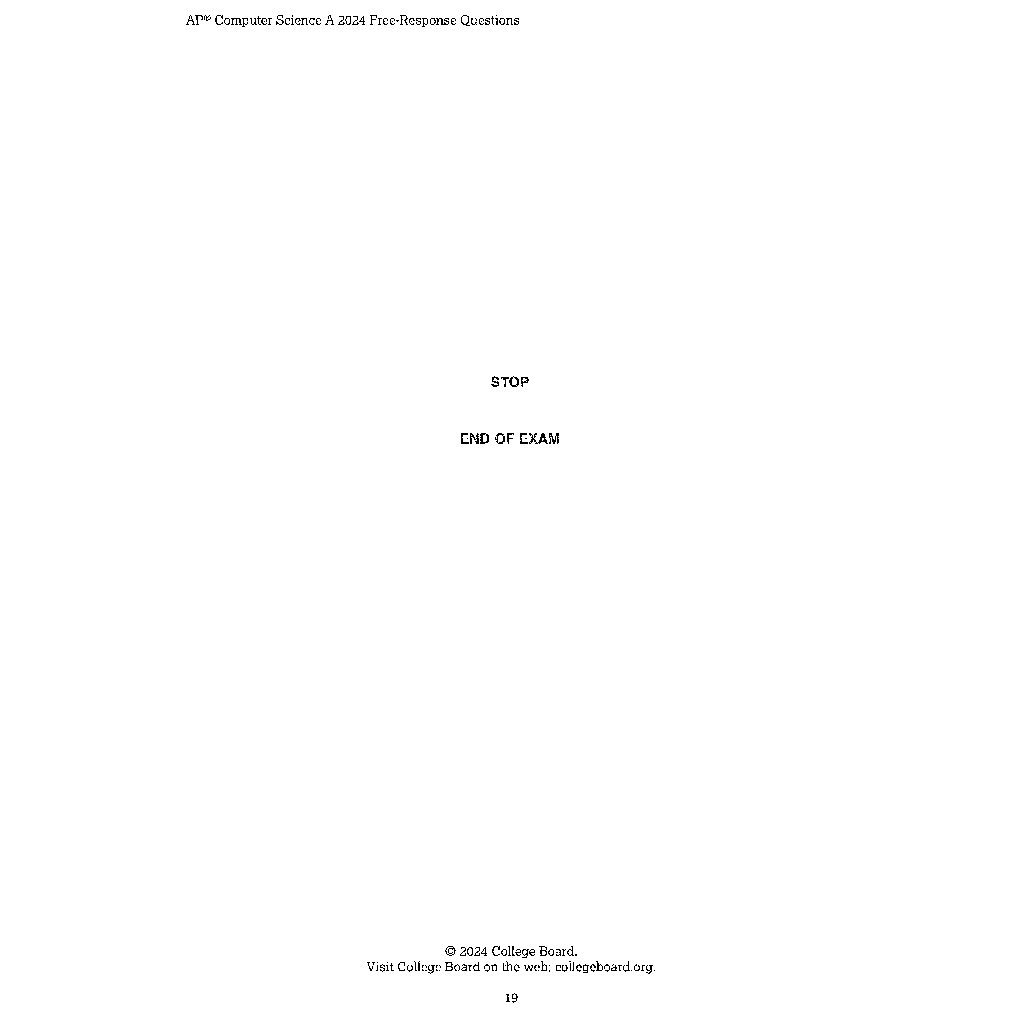 AP® Computer Science A 2024 Free-Response Questions
STOP
END OF EXAM
© 2024 College Board.
Visit College Board on the web: collegeboard.org.
19